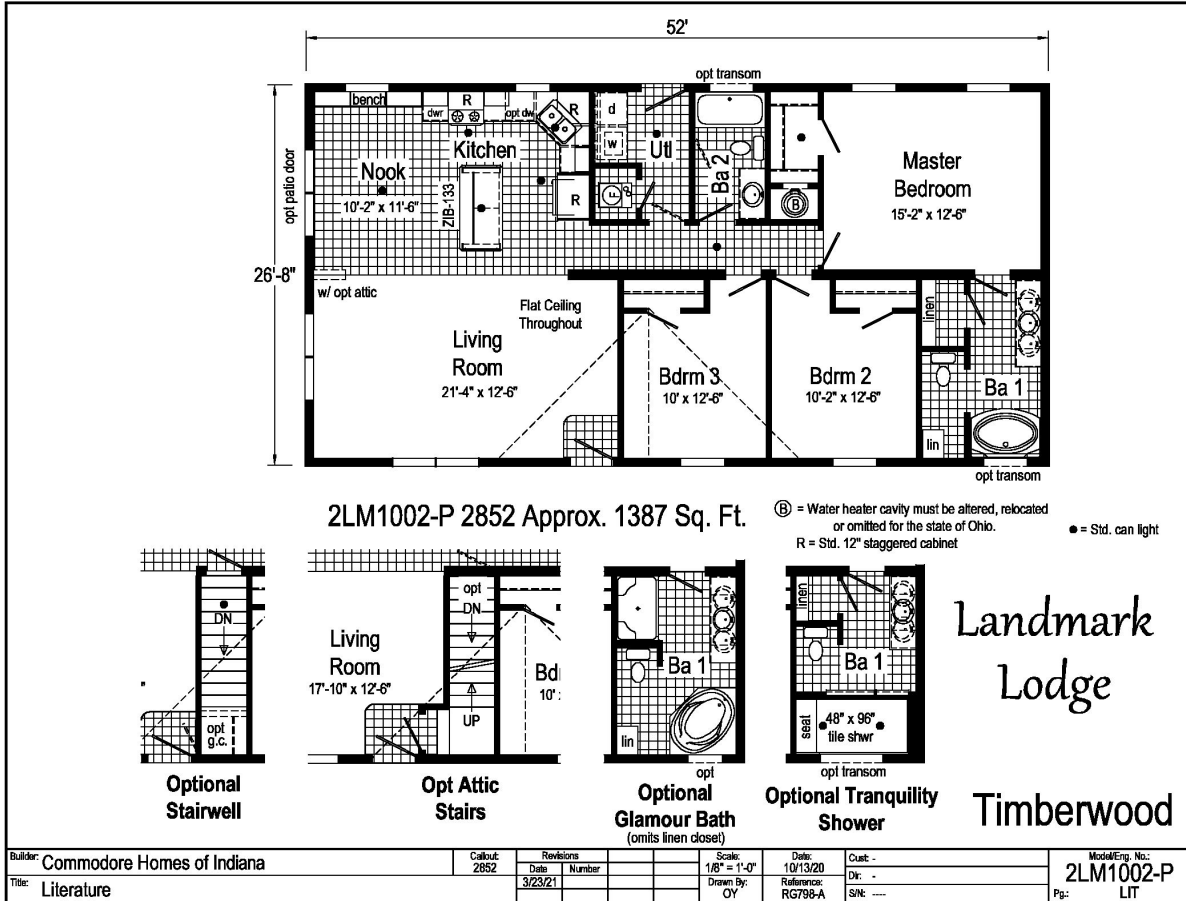 52'
opt transom
bench
R
dwr
opt dw
R
d
w
Utl
Kitchen
Nook
10'-2" x 11'-6"
ZIB-133
opt patio door
R
F
Ba 2
B
Master
Bedroom
15'-2" x 12'-6"
26'-8"
w/ opt attic
Flat Ceiling
Throughout
Living
Room
21'-4" x 12'-6"
Bdrm 3
10' x 12'-6"
Bdrm 2
10'-2" x 12'-6"
linen
Ba 1
lin
opt transom
2LM1002-P 2852 Approx. 1387 Sq. Ft.
B = Water heater cavity must be altered, relocated
or omitted for the state of Ohio.
R = Std. 12" staggered cabinet
● = Std. can light
DN
opt
g.c.
Optional
Stairwell
Living
Room
17'-10" x 12'-6"
opt
DN
UP
Bd
10'
Opt Attic
Stairs
Ba 1
lin
opt
Optional
Glamour Bath
(omits linen closet)
linen
Ba 1
seat
48" x 96"
tile shwr
opt transom
Optional Tranquility
Shower
Landmark
Lodge
Timberwood
Builder: Commodore Homes of Indiana
Title: Literature
Callout:
2852
Revisions
Date Number
3/23/21
Scale:
1/8" = 1'-0"
Drawn By:
OY
Date:
10/13/20
Reference:
RG798-A
Cust: -
Dir: -
S/N: ----
Model/Eng. No.:
2LM1002-P
Pg.: LIT